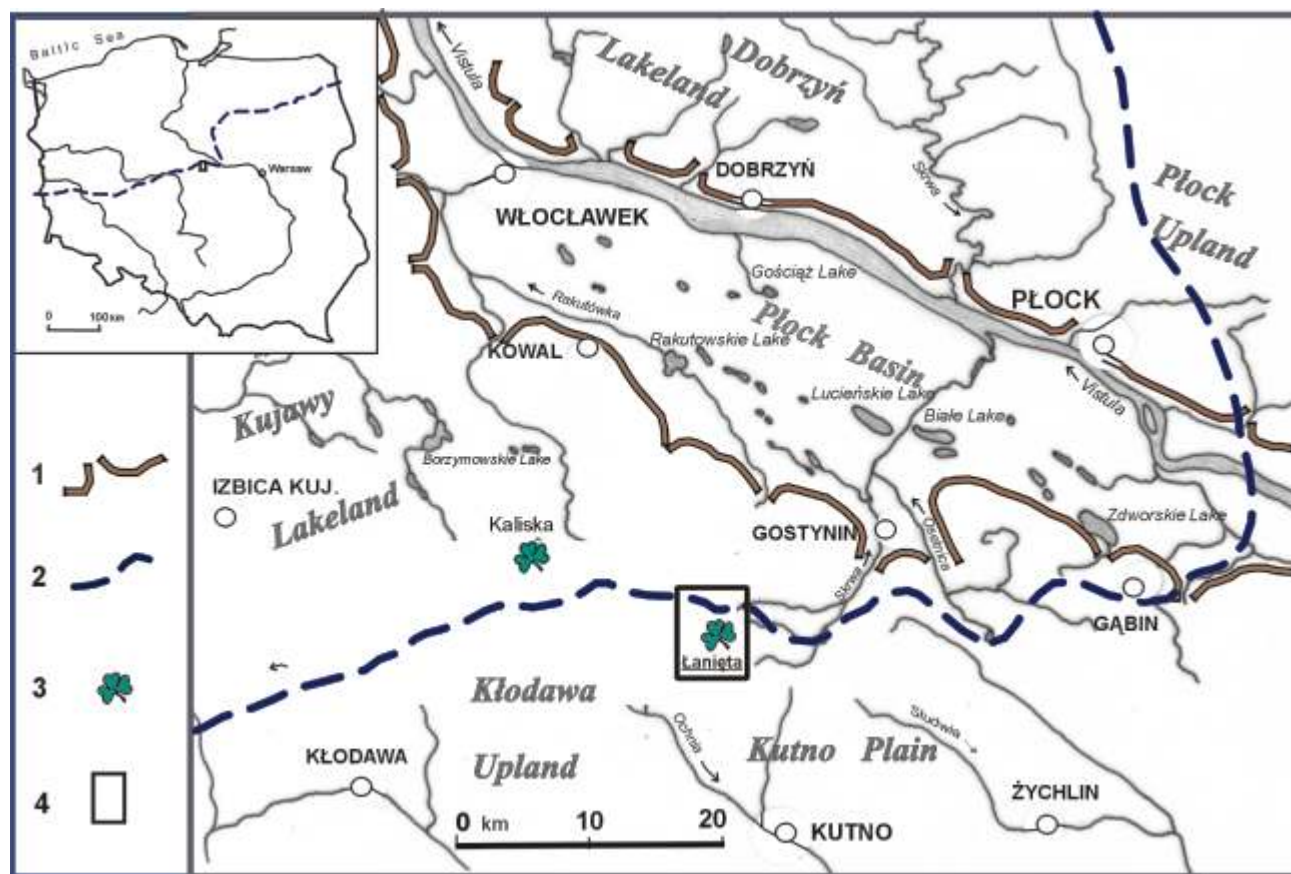 Baltic Sea
Warsaw
0 100km
Vistula
Lakeland
Dobrzyń
Skrwa
Płock
Upland
DOBRZYŃ
WŁOCŁAWEK
Gościąż Lake
PŁOCK
Rakutówka
Płock Basin
Rakutowskie Lake
KOWAL
Lucieńskie Lake
Białe Lake
Vistula
Kujawy
Lakeland
Borzymowskie Lake
IZBICA KUJ.
Kaliska
GOSTYNIN
Osetnica
Zdworskie Lake
Skrwa
GĄBIN
Łanięta
Kłodawa
Upland
Ochnia
Kutno Plain
Słudwia
KŁODAWA
ŻYCHLIN
KUTNO
0 km 10 20
1
2
3
4